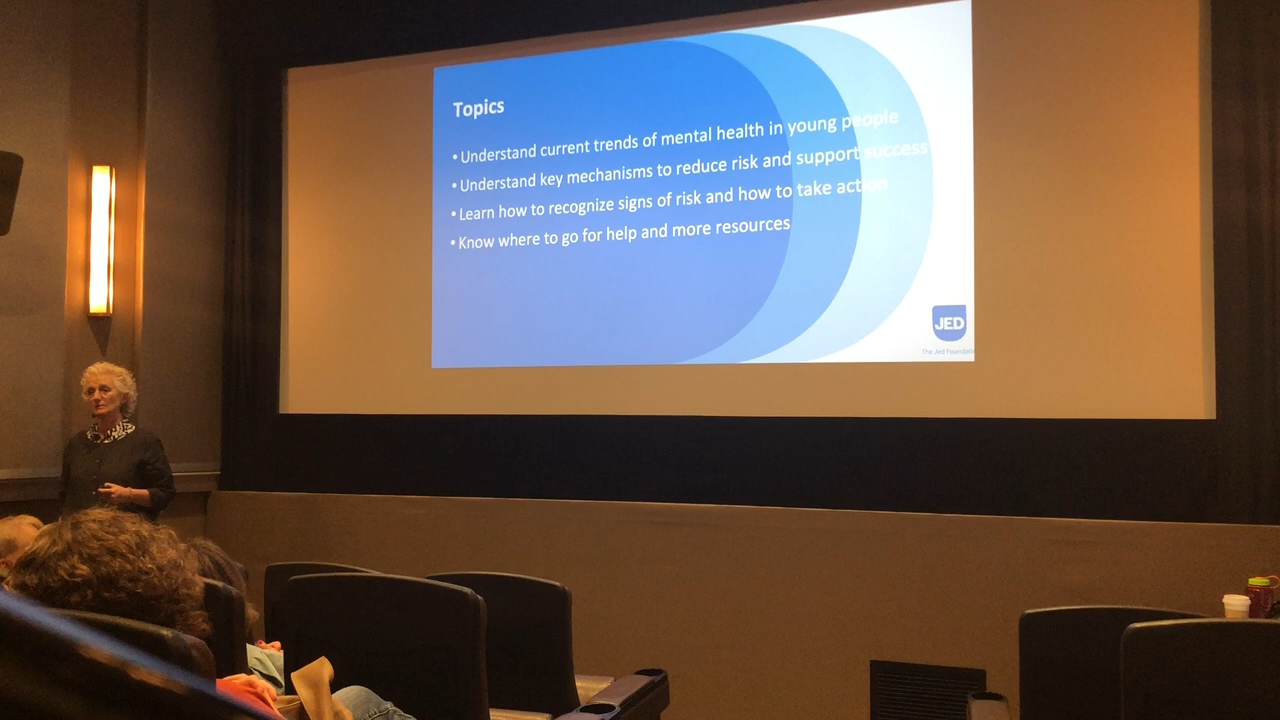 Topics
• Understand current trends of mental health in young people
• Understand key mechanisms to reduce risk and support success
• Learn how to recognize signs of risk and how to take action
• Know where to go for help and more resources
JED
The Jed Foundati